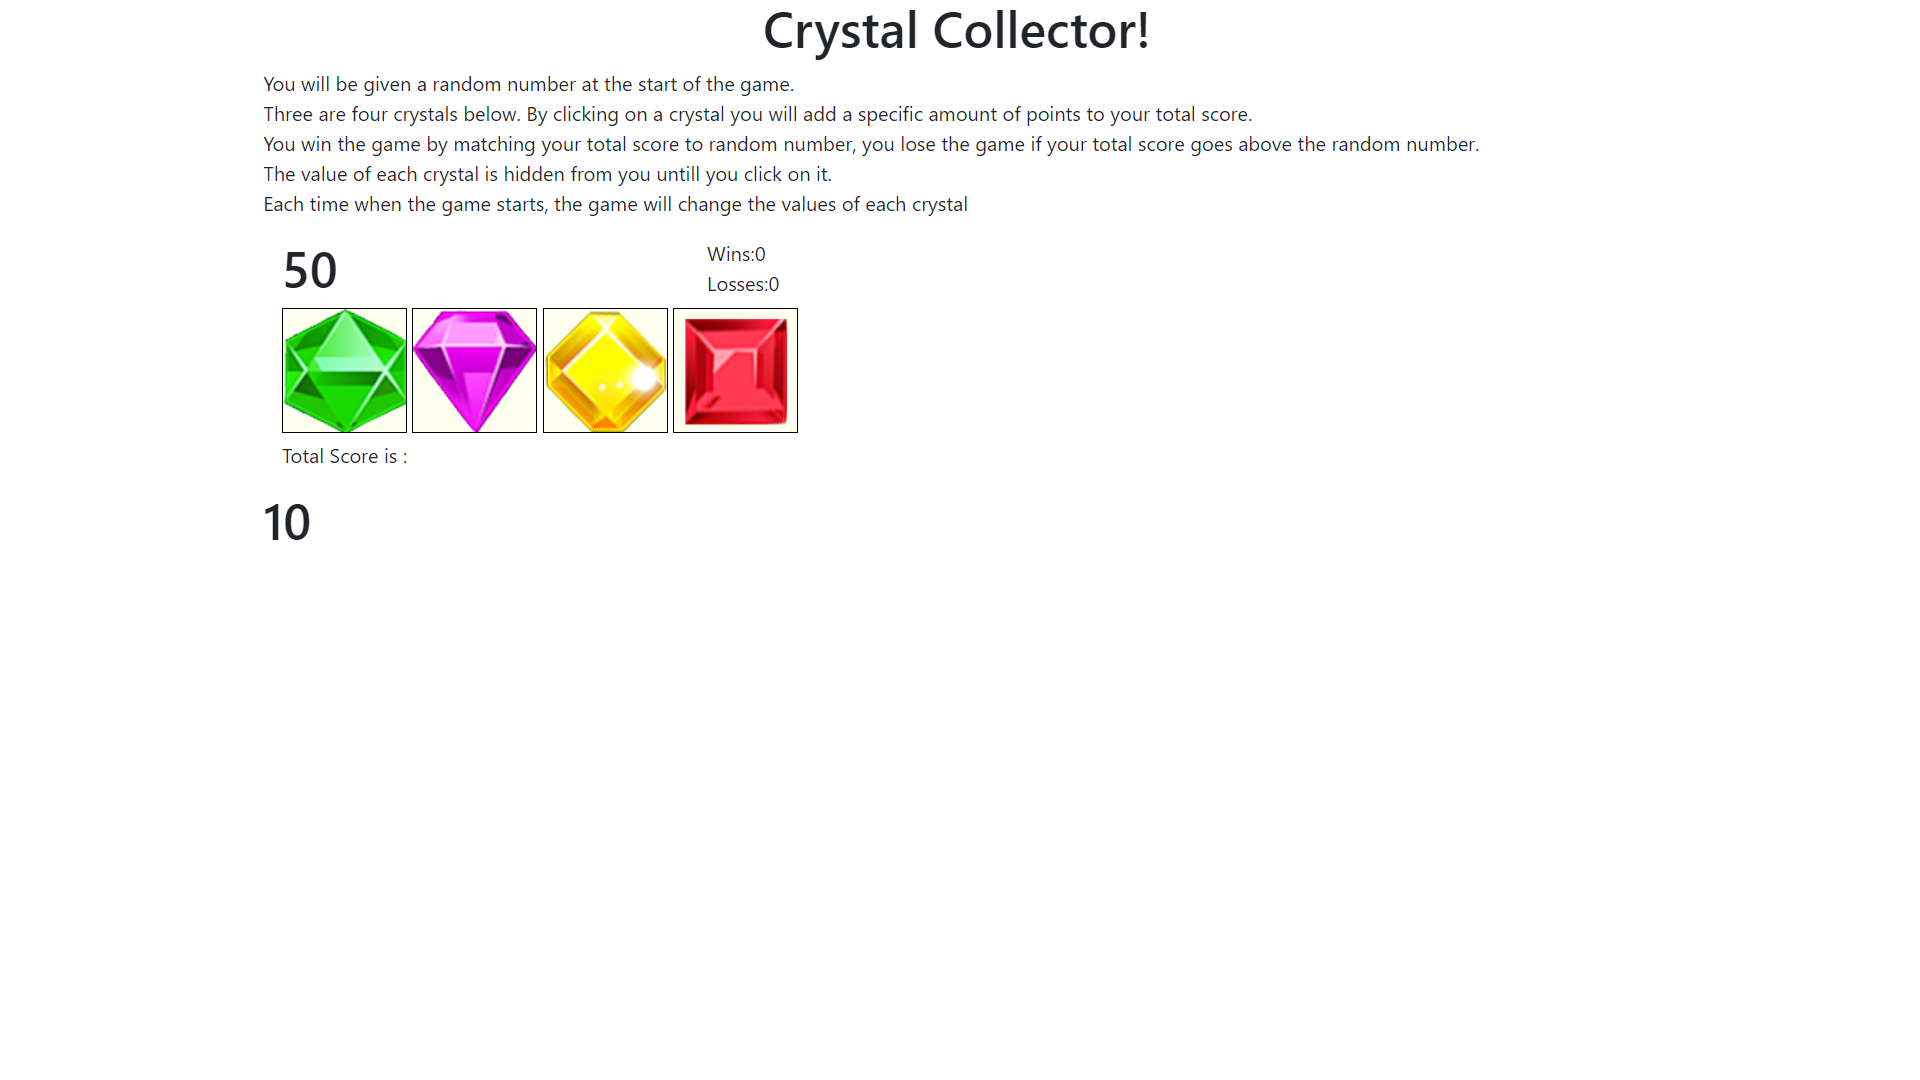 Crystal Collector!
You will be given a random number at the start of the game.
Three are four crystals below. By clicking on a crystal you will add a specific amount of points to your total score.
You win the game by matching your total score to random number, you lose the game if your total score goes above the random number.
The value of each crystal is hidden from you untill you click on it.
Each time when the game starts, the game will change the values of each crystal
50
Wins:0
Losses:0
Total Score is :
10